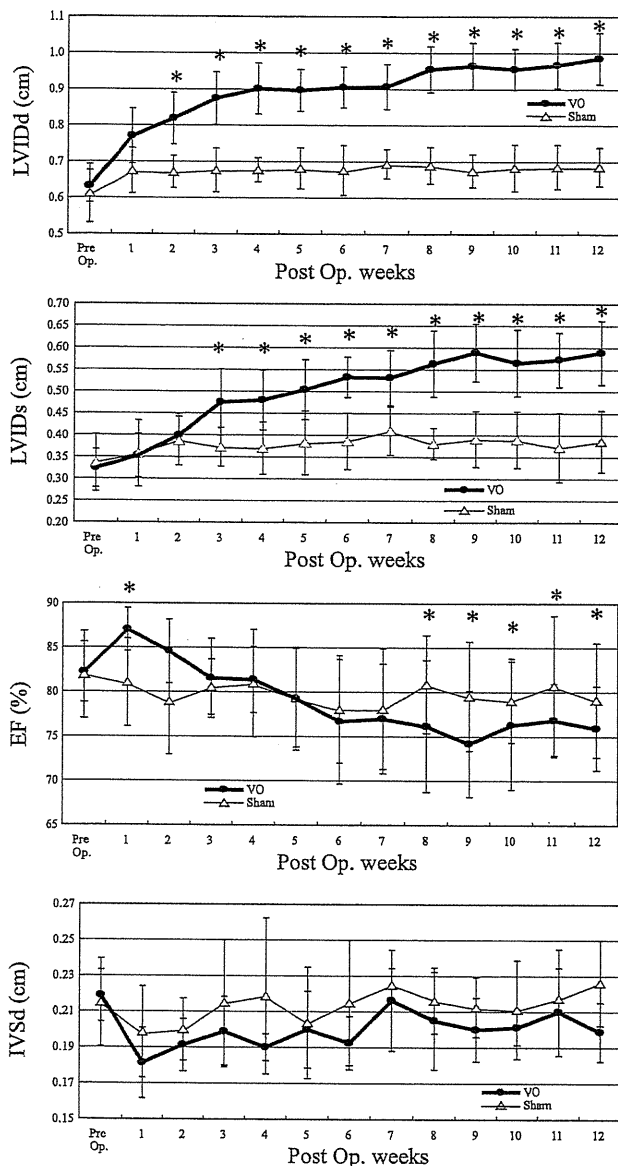 LVIDd (cm)
1.1
1.0
0.9
0.8
0.7
0.6
0.5
* * * * * * * * * * *
VO
Sham
Pre Op. 1 2 3 4 5 6 7 8 9 10 11 12
Post Op. weeks
LVIDs (cm)
0.70
0.65
0.60
0.55
0.50
0.45
0.40
0.35
0.30
0.25
0.20
* * * * * * * * * *
VO
Sham
Pre Op. 1 2 3 4 5 6 7 8 9 10 11 12
Post Op. weeks
EF (%)
90
85
80
75
70
65
* * * * * *
VO
Sham
Pre Op. 1 2 3 4 5 6 7 8 9 10 11 12
Post Op. weeks
IVSd (cm)
0.27
0.25
0.23
0.21
0.19
0.17
0.15
VO
Sham
Pre Op. 1 2 3 4 5 6 7 8 9 10 11 12
Post Op. weeks